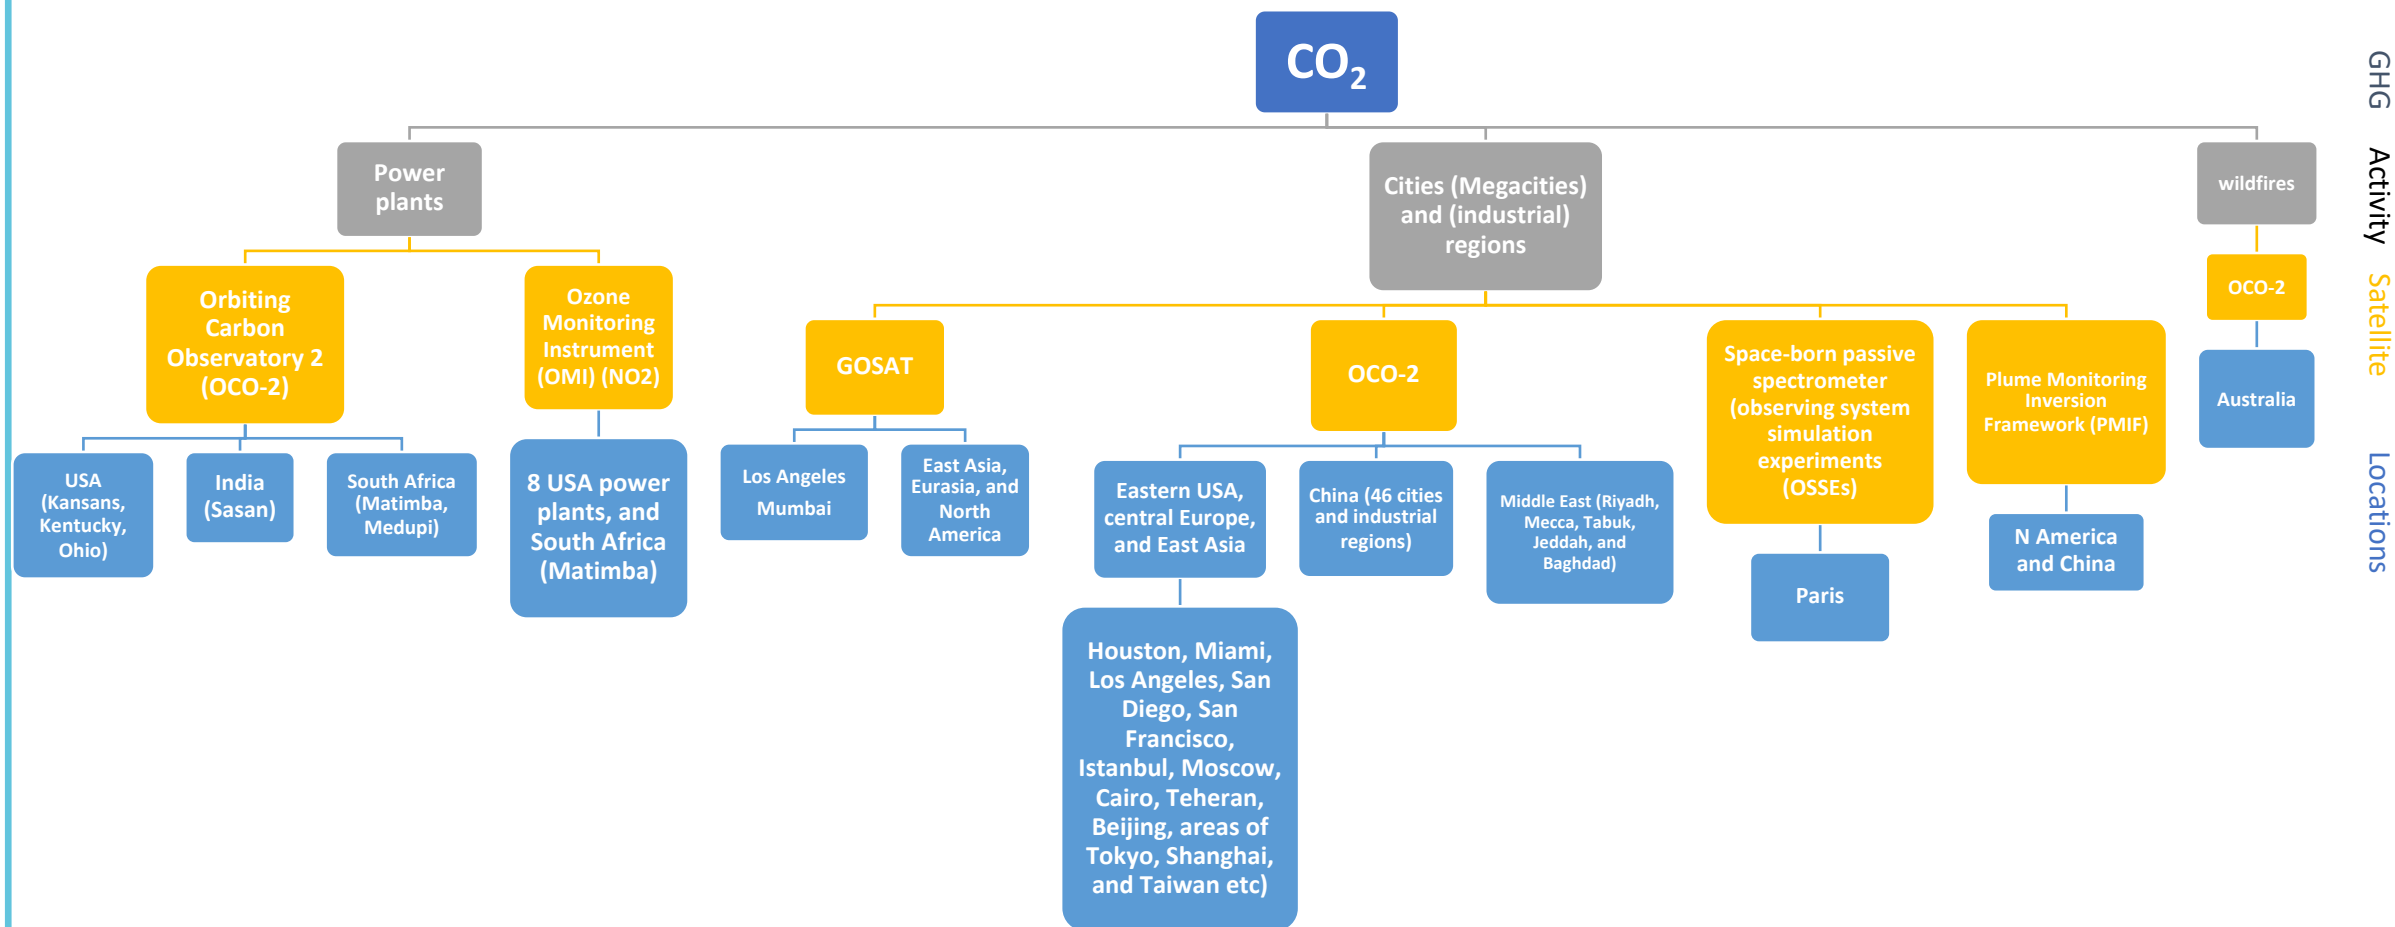 CO2
GHG
Power
plants
Cities (Megacities)
and (industrial)
regions
wildfires
Activity
Orbiting
Carbon
Observatory 2
(OCO-2)
Ozone
Monitoring
Instrument
(OMI) (NO2)
GOSAT
OCO-2
Space-born passive
spectrometer
(observing system
simulation
experiments
(OSSEs)
Plume Monitoring
Inversion
Framework (PMIF)
OCO-2
Satellite
USA
(Kansans,
Kentucky,
Ohio)
India
(Sasan)
South Africa
(Matimba,
Medupi)
8 USA power
plants, and
South Africa
(Matimba)
Los Angeles
Mumbai
East Asia,
Eurasia, and
North
America
Eastern USA,
central Europe,
and East Asia
China (46 cities
and industrial
regions)
Middle East (Riyadh,
Mecca, Tabuk,
Jeddah, and
Baghdad)
Paris
N America
and China
Australia
Locations
Houston, Miami,
Los Angeles, San
Diego, San
Francisco,
Istanbul, Moscow,
Cairo, Teheran,
Beijing, areas of
Tokyo, Shanghai,
and Taiwan etc)